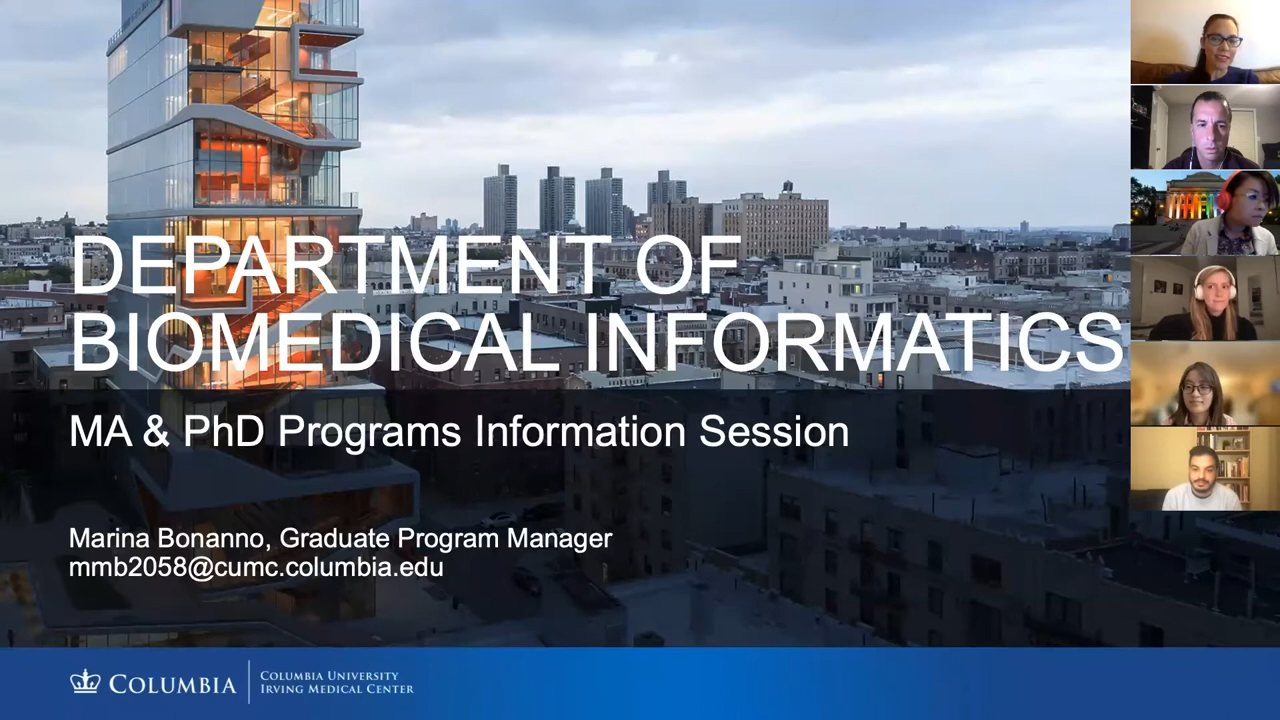 DEPARTMENT OF
BIOMEDICAL INFORMATICS
MA & PhD Programs Information Session
Marina Bonanno, Graduate Program Manager
mmb2058@cumc.columbia.edu
COLUMBIA
COLUMBIA UNIVERSITY
IRVING MEDICAL CENTER